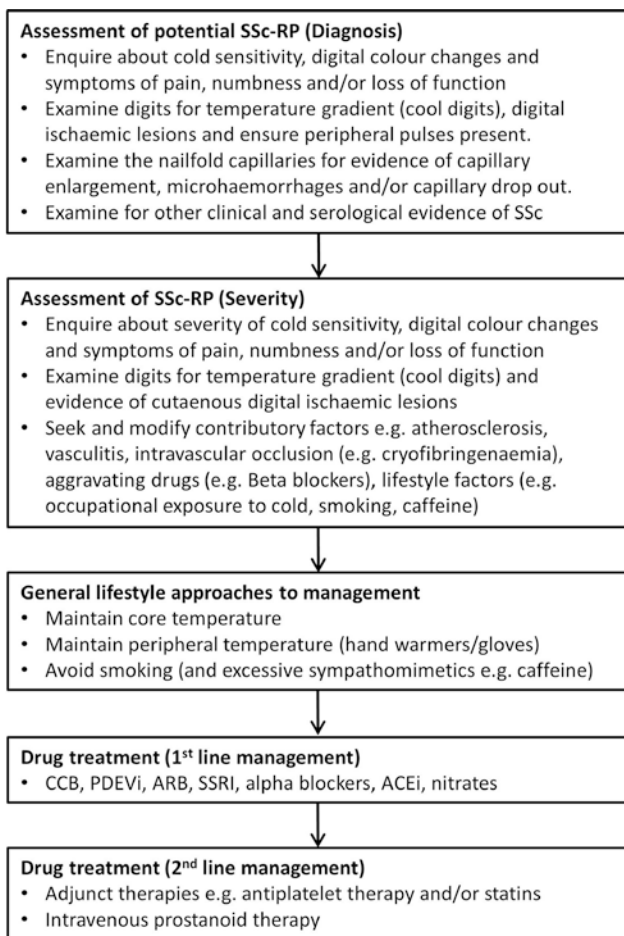 Assessment of potential SSc-RP (Diagnosis)
• Enquire about cold sensitivity, digital colour changes and
symptoms of pain, numbness and/or loss of function
• Examine digits for temperature gradient (cool digits), digital
ischaemic lesions and ensure peripheral pulses present.
• Examine the nailfold capillaries for evidence of capillary
enlargement, microhaemorrhages and/or capillary drop out.
• Examine for other clinical and serological evidence of SSc
Assessment of SSc-RP (Severity)
• Enquire about severity of cold sensitivity, digital colour changes
and symptoms of pain, numbness and/or loss of function
• Examine digits for temperature gradient (cool digits) and
evidence of cutaenous digital ischaemic lesions
• Seek and modify contributory factors e.g. atherosclerosis,
vasculitis, intravascular occlusion (e.g. cryofibringenaemia),
aggravating drugs (e.g. Beta blockers), lifestyle factors (e.g.
occupational exposure to cold, smoking, caffeine)
General lifestyle approaches to management
• Maintain core temperature
• Maintain peripheral temperature (hand warmers/gloves)
• Avoid smoking (and excessive sympathomimetics e.g. caffeine)
Drug treatment (1st line management)
• CCB, PDEVi, ARB, SSRI, alpha blockers, ACEi, nitrates
Drug treatment (2nd line management)
• Adjunct therapies e.g. antiplatelet therapy and/or statins
• Intravenous prostanoid therapy